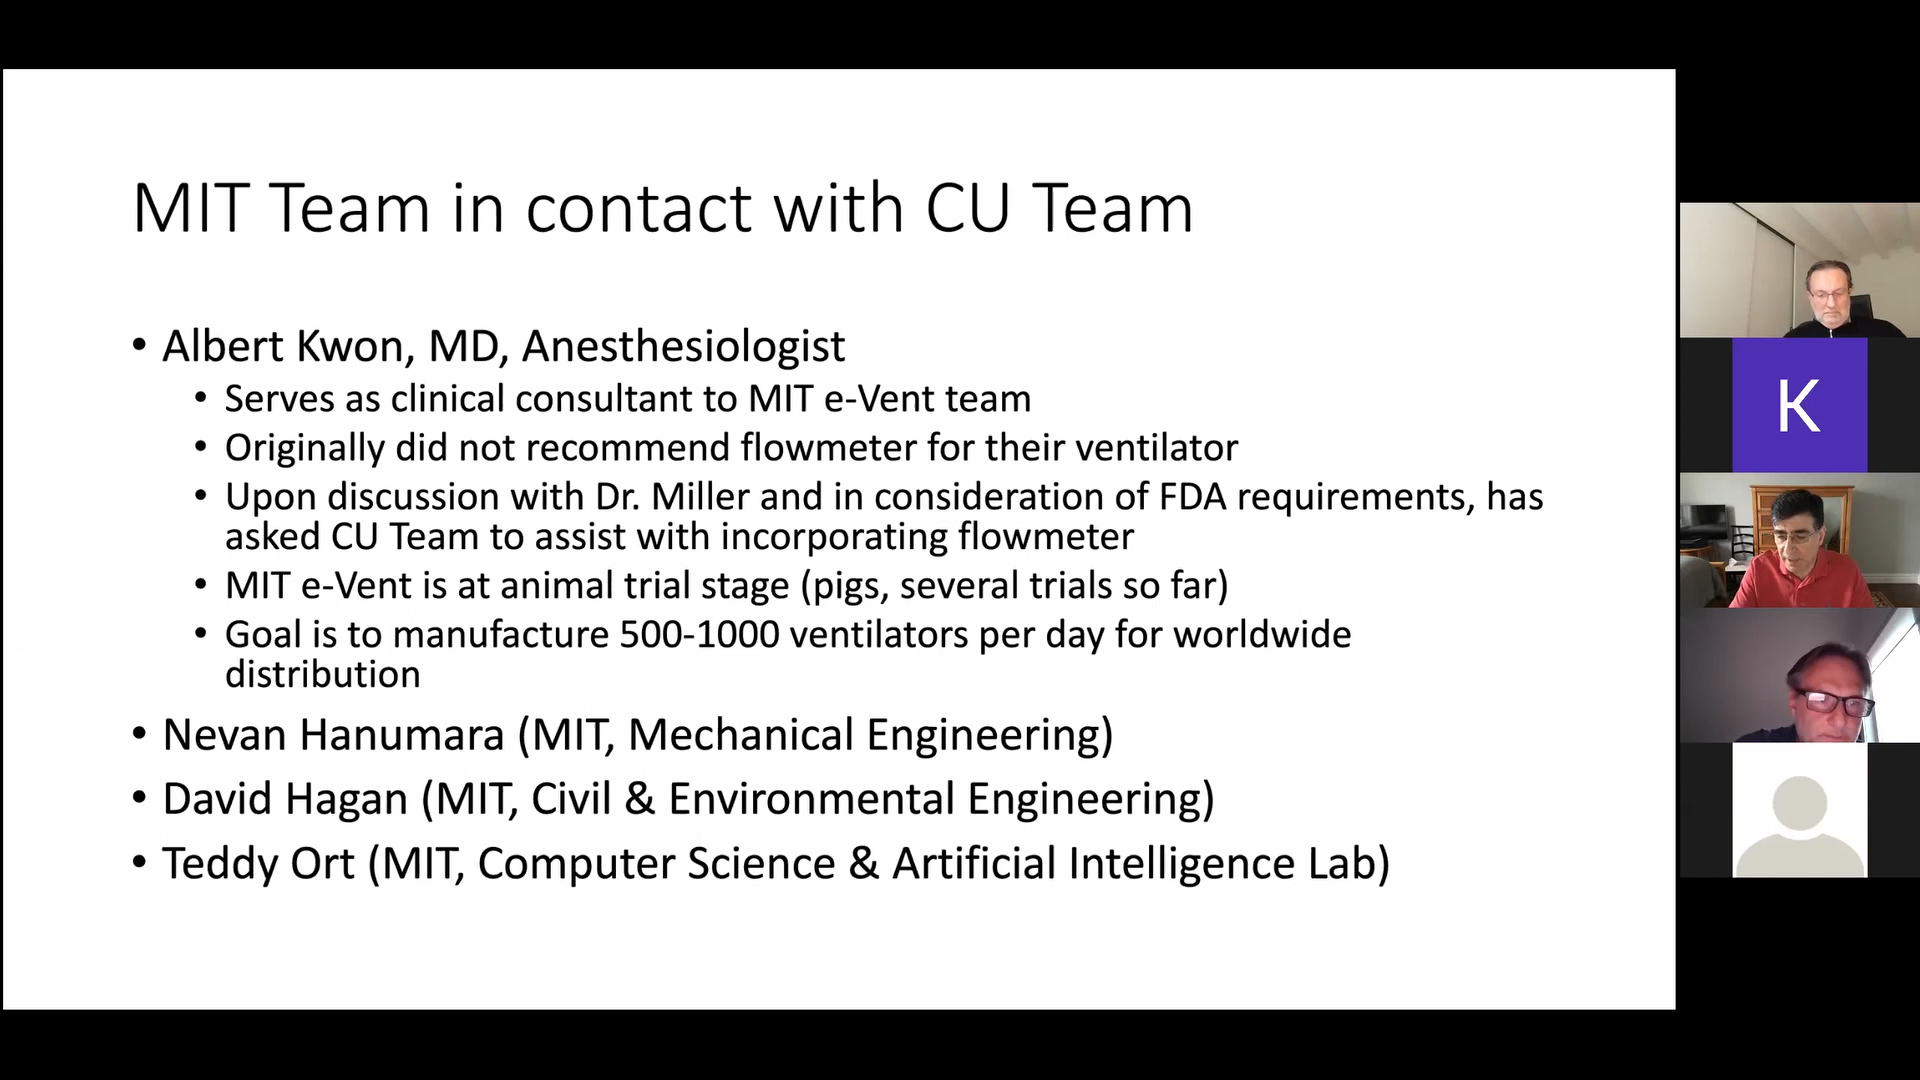 MIT Team in contact with CU Team
• Albert Kwon, MD, Anesthesiologist
• Serves as clinical consultant to MIT e-Vent team
• Originally did not recommend flowmeter for their ventilator
• Upon discussion with Dr. Miller and in consideration of FDA requirements, has
asked CU Team to assist with incorporating flowmeter
• MIT e-Vent is at animal trial stage (pigs, several trials so far)
• Goal is to manufacture 500-1000 ventilators per day for worldwide
distribution
• Nevan Hanumara (MIT, Mechanical Engineering)
• David Hagan (MIT, Civil & Environmental Engineering)
• Teddy Ort (MIT, Computer Science & Artificial Intelligence Lab)
K